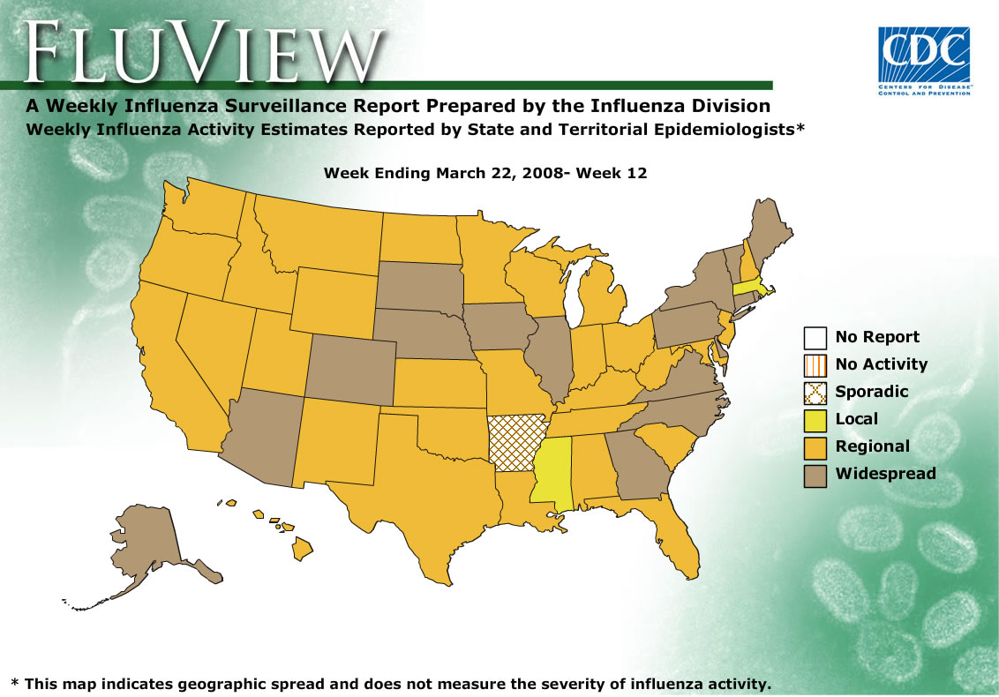 FLUVIEW
CDC
CENTERS FOR DISEASE™
CONTROL AND PREVENTION
A Weekly Influenza Surveillance Report Prepared by the Influenza Division
Weekly Influenza Activity Estimates Reported by State and Territorial Epidemiologists*
Week Ending March 22, 2008- Week 12
No Report
No Activity
Sporadic
Local
Regional
Widespread
* This map indicates geographic spread and does not measure the severity of influenza activity.